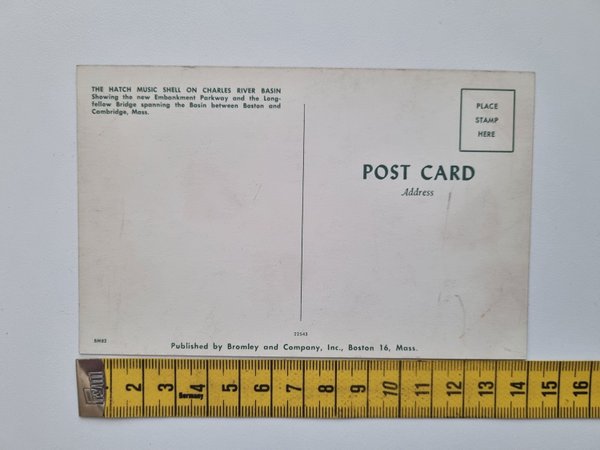 THE HATCH MUSIC SHELL ON CHARLES RIVER BASIN
Showing the new Embankment Parkway and the Long-
fellow Bridge spanning the Basin between Boston and
Cambridge, Mass.
PLACE
STAMP
HERE
POST CARD
Address
22543
Published by Bromley and Company, Inc., Boston 16, Mass.
2 3 4 5 6 7 8 9 10 11 12 13 14 15 16
Germany